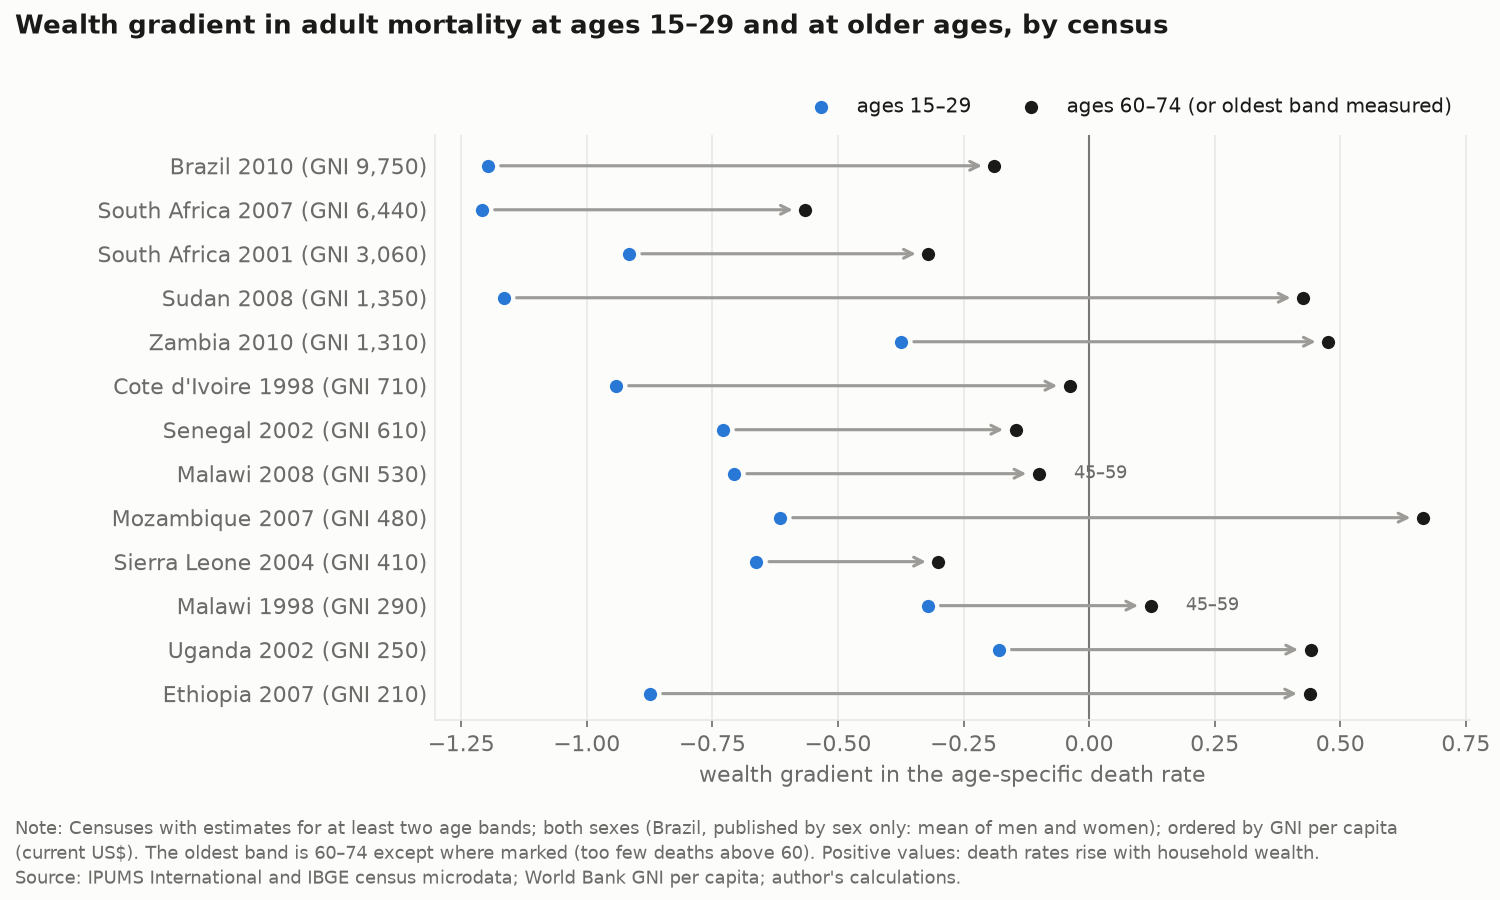 Wealth gradient in adult mortality at ages 15–29 and at older ages, by census
ages 15–29
ages 60–74 (or oldest band measured)
Brazil 2010 (GNI 9,750)
South Africa 2007 (GNI 6,440)
South Africa 2001 (GNI 3,060)
Sudan 2008 (GNI 1,350)
Zambia 2010 (GNI 1,310)
Cote d'Ivoire 1998 (GNI 710)
Senegal 2002 (GNI 610)
Malawi 2008 (GNI 530)
45–59
Mozambique 2007 (GNI 480)
Sierra Leone 2004 (GNI 410)
Malawi 1998 (GNI 290)
45–59
Uganda 2002 (GNI 250)
Ethiopia 2007 (GNI 210)
−1.25 −1.00 −0.75 −0.50 −0.25 0.00 0.25 0.50 0.75
wealth gradient in the age-specific death rate
Note: Censuses with estimates for at least two age bands; both sexes (Brazil, published by sex only: mean of men and women); ordered by GNI per capita
(current US$). The oldest band is 60–74 except where marked (too few deaths above 60). Positive values: death rates rise with household wealth.
Source: IPUMS International and IBGE census microdata; World Bank GNI per capita; author's calculations.